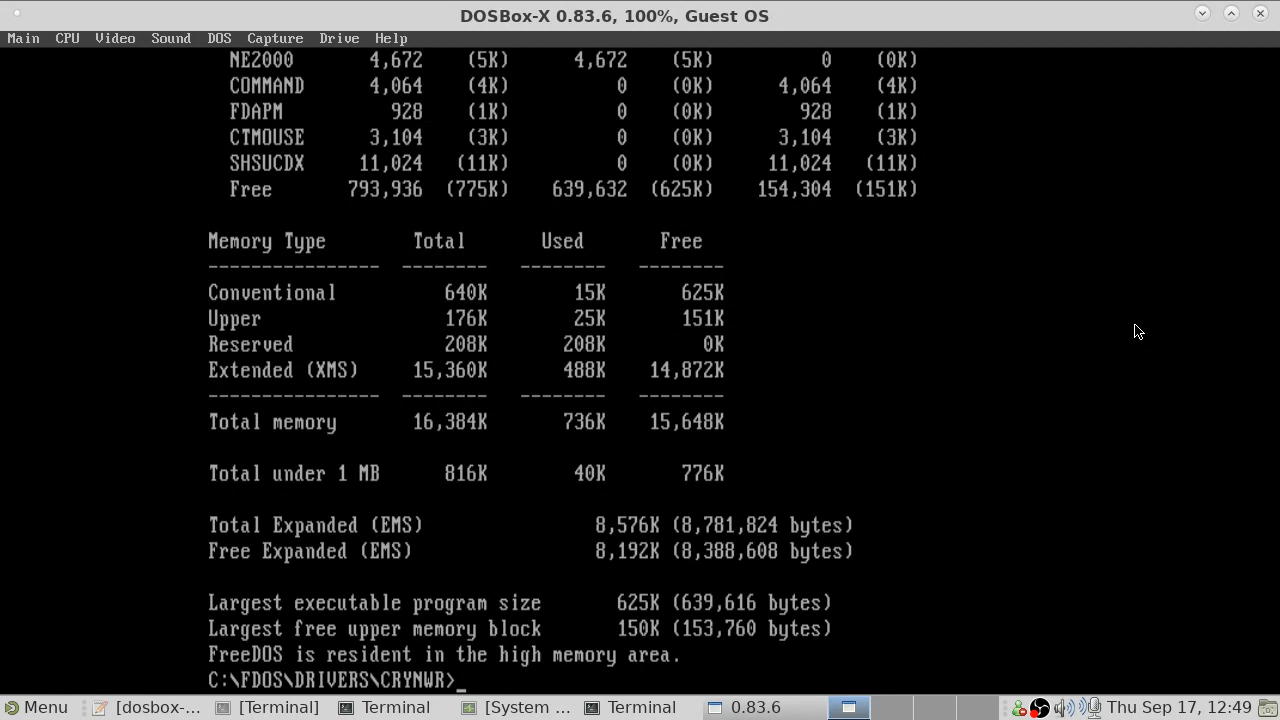 DOSBox-X 0.83.6, 100%, Guest OS
Main CPU Video Sound DOS Capture Drive Help
NE2000 4,672 (5K) 4,672 (5K) 0 (0K)
COMMAND 4,064 (4K) 0 (0K) 4,064 (4K)
FDAPM 928 (1K) 0 (0K) 928 (1K)
CTMOUSE 3,104 (3K) 0 (0K) 3,104 (3K)
SHSUCDX 11,024 (11K) 0 (0K) 11,024 (11K)
Free 793,936 (775K) 639,632 (625K) 154,304 (151K)
Memory Type Total Used Free
---------------- -------- -------- --------
Conventional 640K 15K 625K
Upper 176K 25K 151K
Reserved 208K 208K 0K
Extended (XMS) 15,360K 488K 14,872K
---------------- -------- -------- --------
Total memory 16,384K 736K 15,648K
Total under 1 MB 816K 40K 776K
Total Expanded (EMS) 8,576K (8,781,824 bytes)
Free Expanded (EMS) 8,192K (8,388,608 bytes)
Largest executable program size 625K (639,616 bytes)
Largest free upper memory block 150K (153,760 bytes)
FreeDOS is resident in the high memory area.
C:\FDOS\DRIVERS\CRYNWR>_
Menu [dosbox-... [Terminal] Terminal [System ... Terminal 0.83.6 Thu Sep 17, 12:49